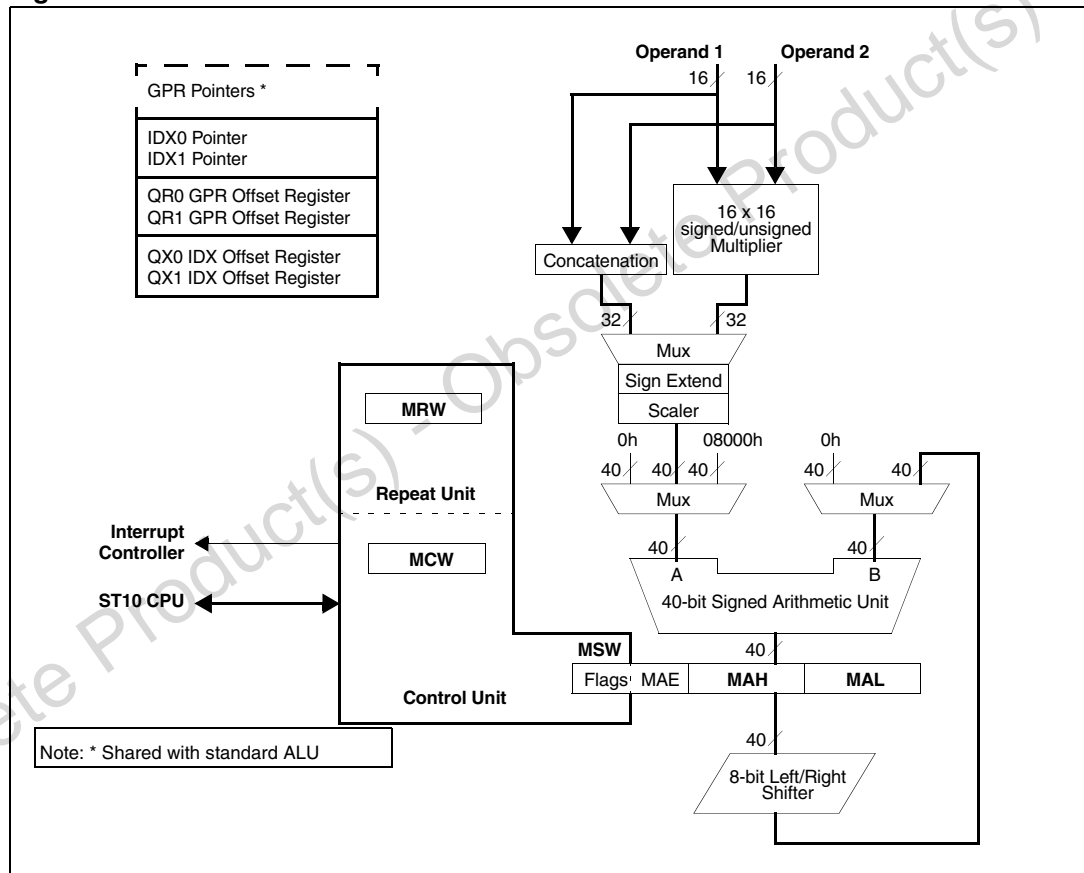 Operand 1
Operand 2
16
16
GPR Pointers *
IDX0 Pointer
IDX1 Pointer
QR0 GPR Offset Register
QR1 GPR Offset Register
QX0 IDX Offset Register
QX1 IDX Offset Register
16 x 16
signed/unsigned
Multiplier
Concatenation
32
32
Mux
Sign Extend
Scaler
0h
08000h
0h
40
40
40
40
40
Mux
Mux
40
40
A
B
40-bit Signed Arithmetic Unit
40
MRW
Repeat Unit
Interrupt
Controller
MCW
ST10 CPU
MSW
Flags
MAE
MAH
MAL
Control Unit
40
8-bit Left/Right
Shifter
Note: * Shared with standard ALU
ete Product(s) - Obsolete Product(s)